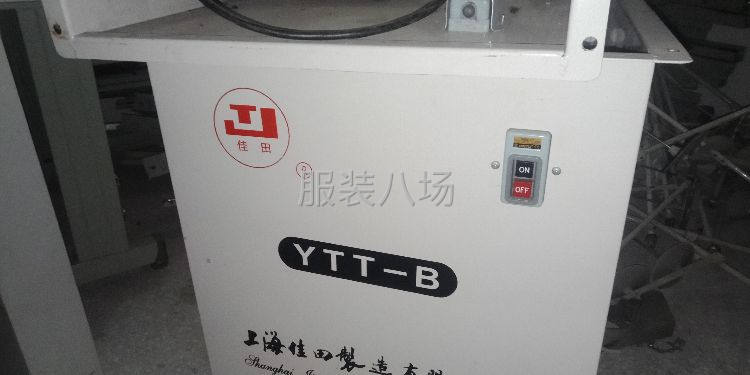 佳田
ON
OFF
服装八场
YTT-B
上海佳田製造有
Shanghai